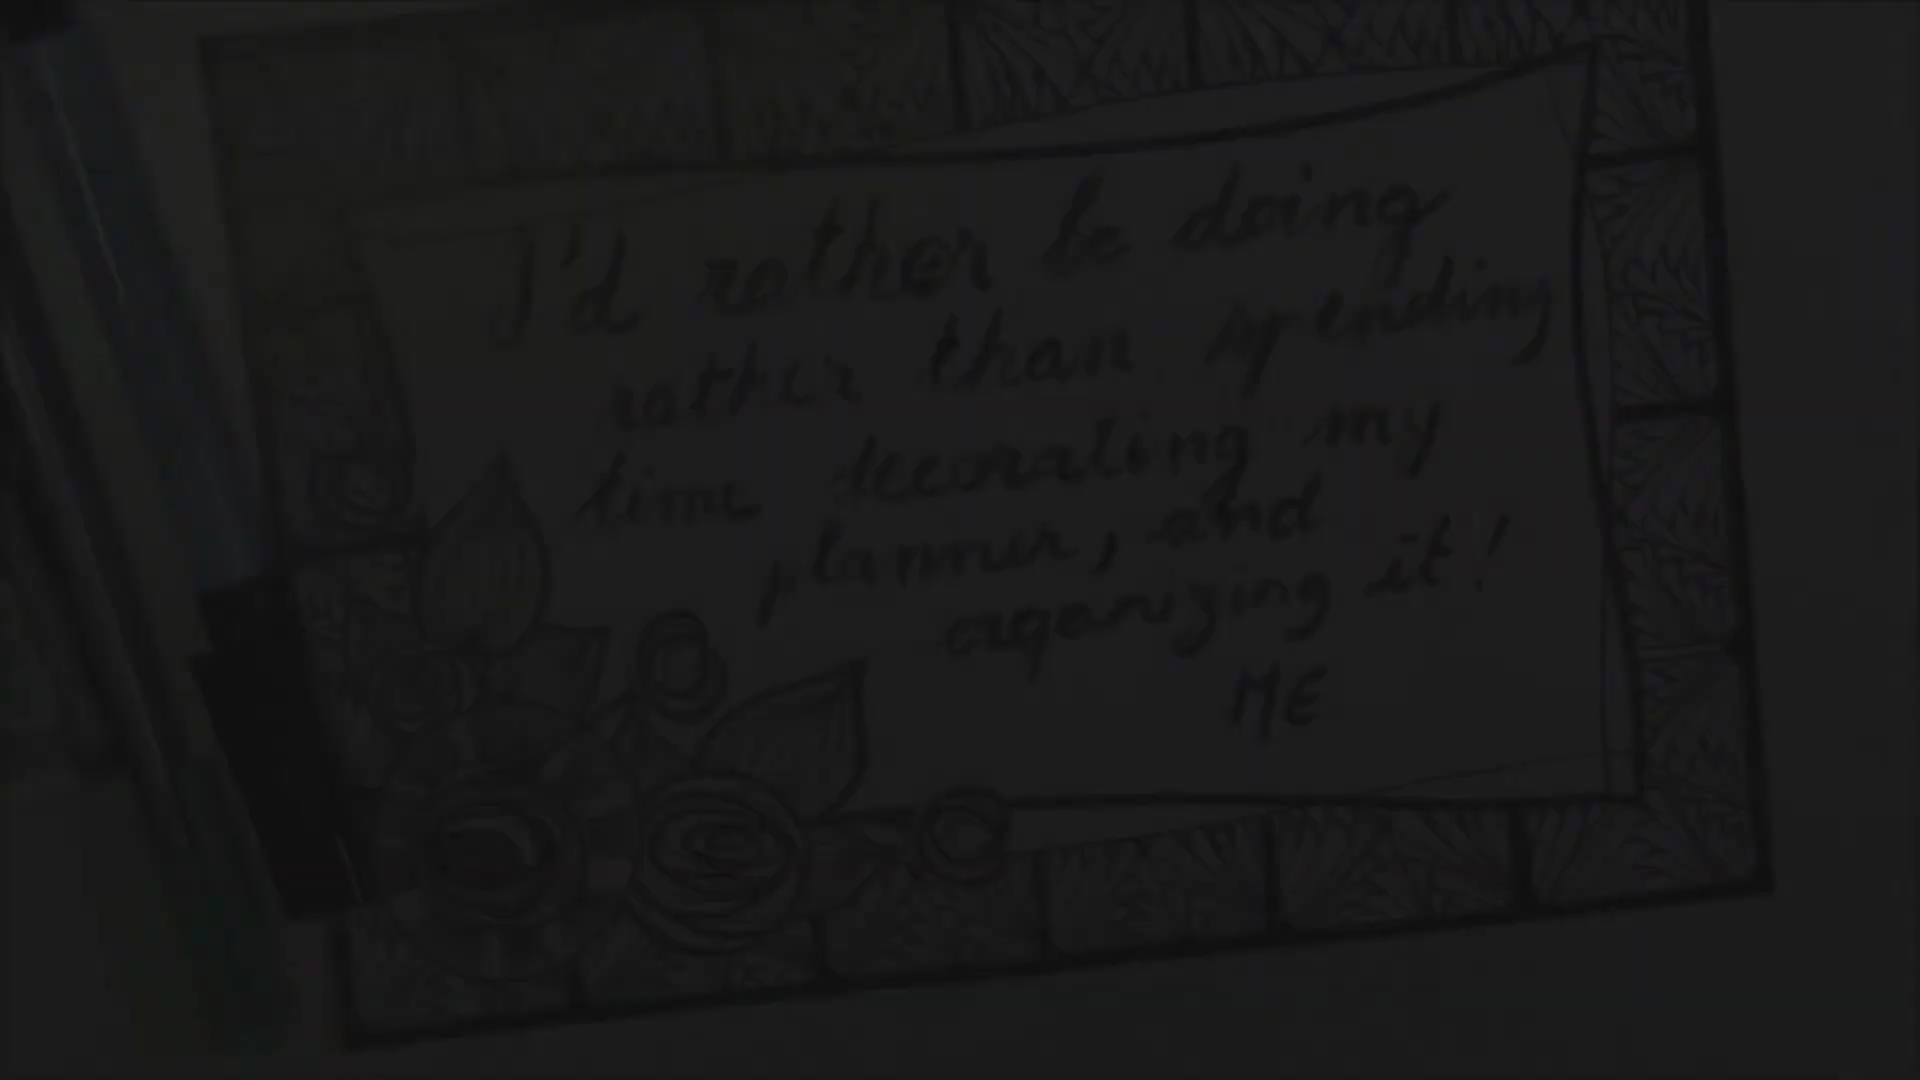 I'd rather be doing
rather than spending
time decorating my
planner, and
organizing it!
ME